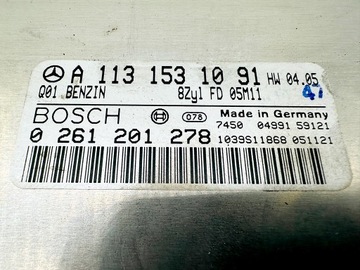 A 113 153 10 91 HW 04.05
Q01 BENZIN 8Zyl FD 05M11 47
BOSCH 078 Made in Germany
7450 04991 59121
0 261 201 278
1039S11868 051121